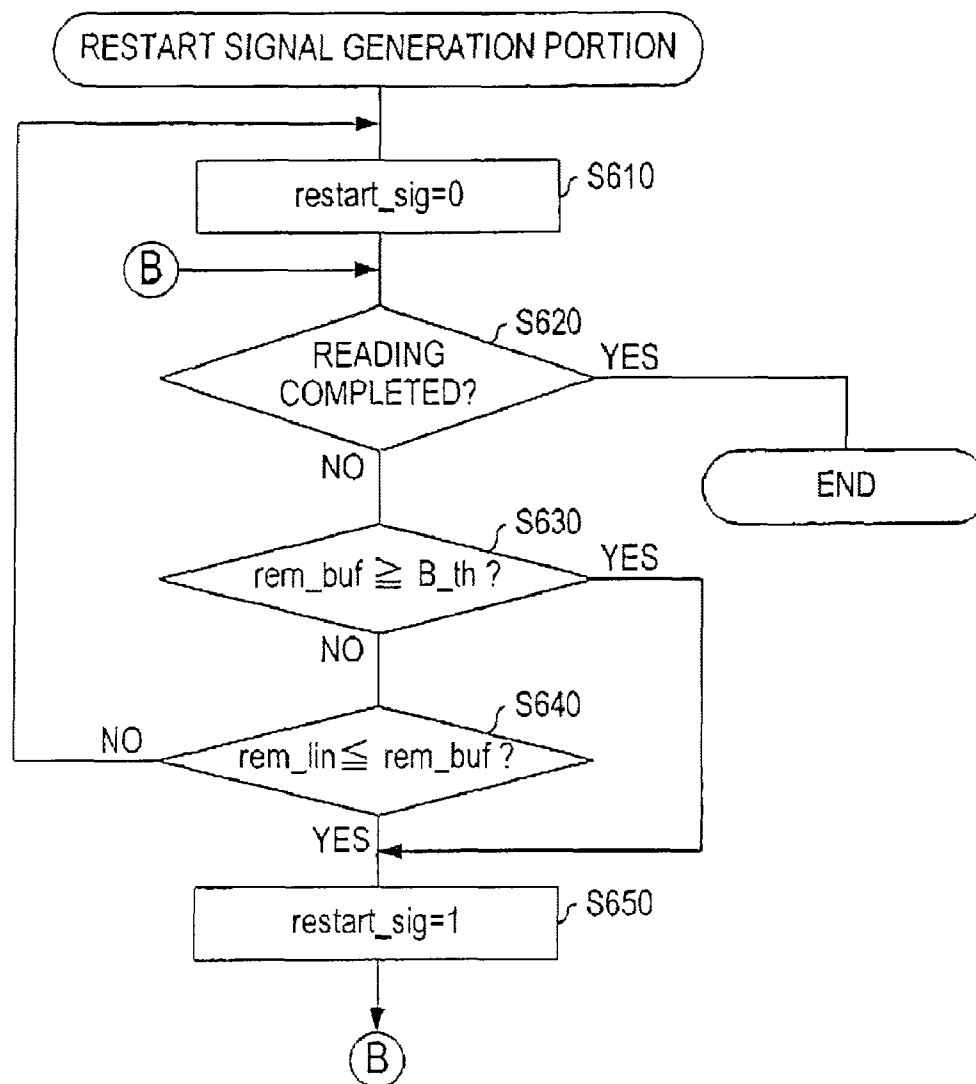 RESTART SIGNAL GENERATION PORTION
restart_sig=0
S610
B
S620
READING
COMPLETED?
YES
NO
END
S630
rem_buf ≧ B_th ?
YES
NO
S640
rem_lin≦ rem_buf ?
NO
YES
restart_sig=1
S650
B